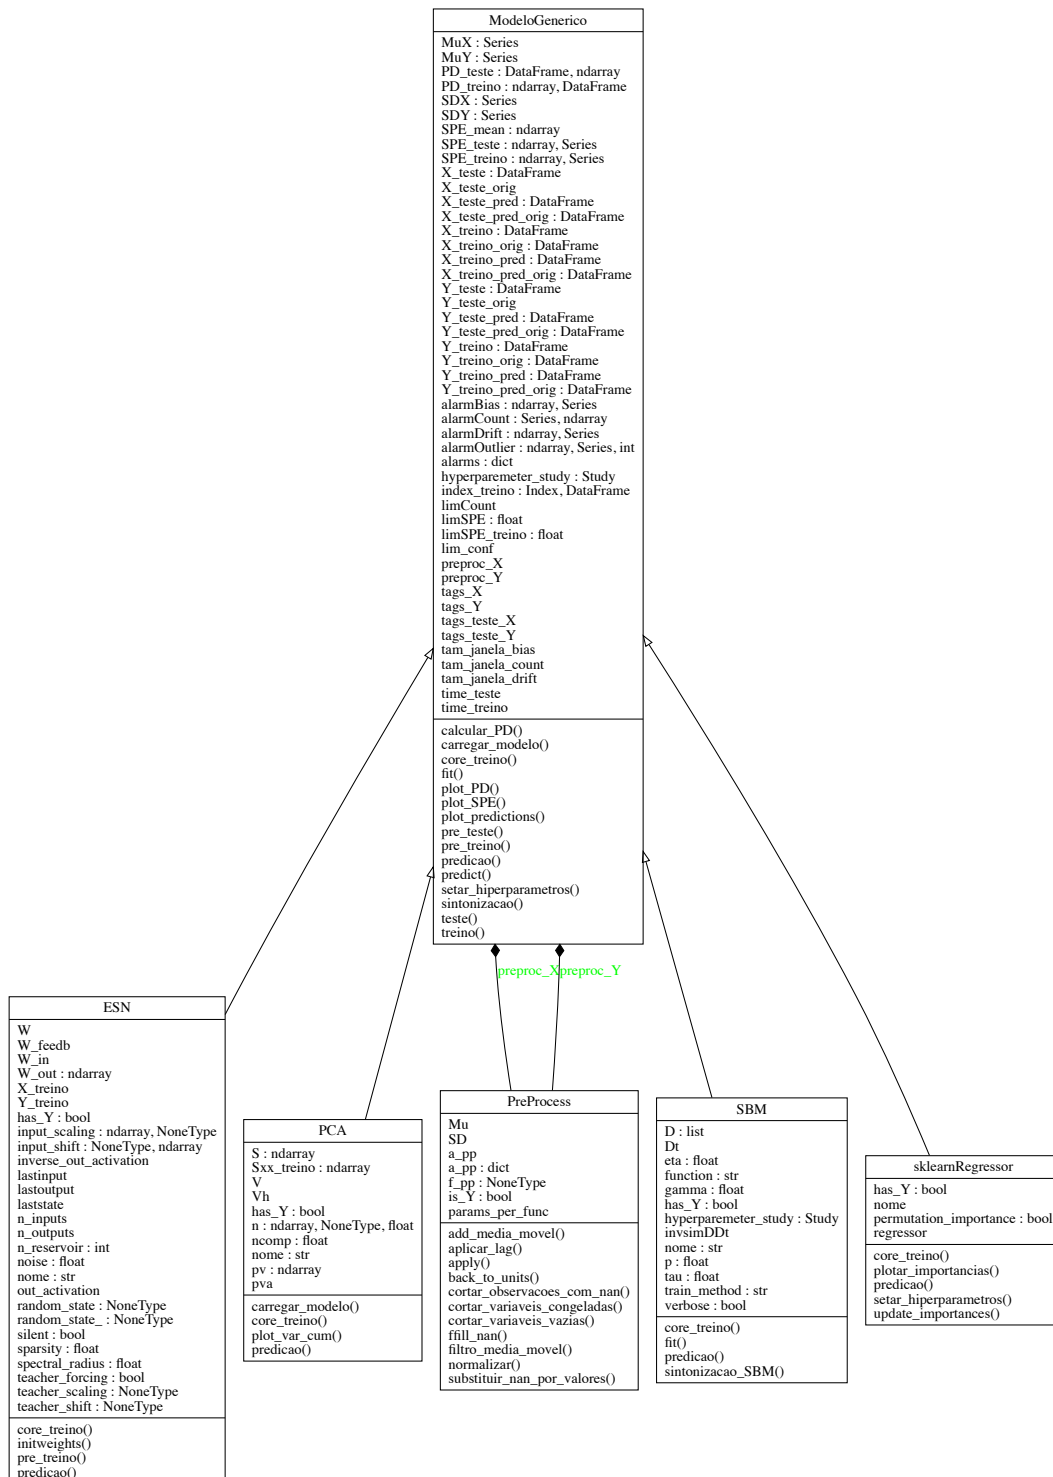 ModeloGenerico
MuX : Series
MuY : Series
PD_teste : DataFrame, ndarray
PD_treino : ndarray, DataFrame
SDX : Series
SDY : Series
SPE_mean : ndarray
SPE_teste : ndarray, Series
SPE_treino : ndarray, Series
X_teste : DataFrame
X_teste_orig
X_teste_pred : DataFrame
X_teste_pred_orig : DataFrame
X_treino : DataFrame
X_treino_orig : DataFrame
X_treino_pred : DataFrame
X_treino_pred_orig : DataFrame
Y_teste : DataFrame
Y_teste_orig
Y_teste_pred : DataFrame
Y_teste_pred_orig : DataFrame
Y_treino : DataFrame
Y_treino_orig : DataFrame
Y_treino_pred : DataFrame
Y_treino_pred_orig : DataFrame
alarmBias : ndarray, Series
alarmCount : Series, ndarray
alarmDrift : ndarray, Series
alarmOutlier : ndarray, Series, int
alarms : dict
hyperparemeter_study : Study
index_treino : Index, DataFrame
limCount
limSPE : float
limSPE_treino : float
lim_conf
preproc_X
preproc_Y
tags_X
tags_Y
tags_teste_X
tags_teste_Y
tam_janela_bias
tam_janela_count
tam_janela_drift
time_teste
time_treino
calcular_PD()
carregar_modelo()
core_treino()
fit()
plot_PD()
plot_SPE()
plot_predictions()
pre_teste()
pre_treino()
predicao()
predict()
setar_hiperparametros()
sintonizacao()
teste()
treino()
preproc_X
preproc_Y
ESN
W
W_feedb
W_in
W_out : ndarray
X_treino
Y_treino
has_Y : bool
input_scaling : ndarray, NoneType
input_shift : NoneType, ndarray
inverse_out_activation
lastinput
lastoutput
laststate
n_inputs
n_outputs
n_reservoir : int
noise : float
nome : str
out_activation
random_state : NoneType
random_state_ : NoneType
silent : bool
sparsity : float
spectral_radius : float
teacher_forcing : bool
teacher_scaling : NoneType
teacher_shift : NoneType
core_treino()
initweights()
pre_treino()
predicao()
PCA
S : ndarray
Sxx_treino : ndarray
V
Vh
has_Y : bool
n : ndarray, NoneType, float
ncomp : float
nome : str
pv : ndarray
pva
carregar_modelo()
core_treino()
plot_var_cum()
predicao()
PreProcess
Mu
SD
a_pp
a_pp : dict
f_pp : NoneType
is_Y : bool
params_per_func
add_media_movel()
aplicar_lag()
apply()
back_to_units()
cortar_observacoes_com_nan()
cortar_variaveis_congeladas()
cortar_variaveis_vazias()
ffill_nan()
filtro_media_movel()
normalizar()
substituir_nan_por_valores()
SBM
D : list
Dt
eta : float
function : str
gamma : float
has_Y : bool
hyperparemeter_study : Study
invsimDDt
nome : str
p : float
tau : float
train_method : str
verbose : bool
core_treino()
fit()
predicao()
sintonizacao_SBM()
sklearnRegressor
has_Y : bool
nome
permutation_importance : bool
regressor
core_treino()
plotar_importancias()
predicao()
setar_hiperparametros()
update_importances()